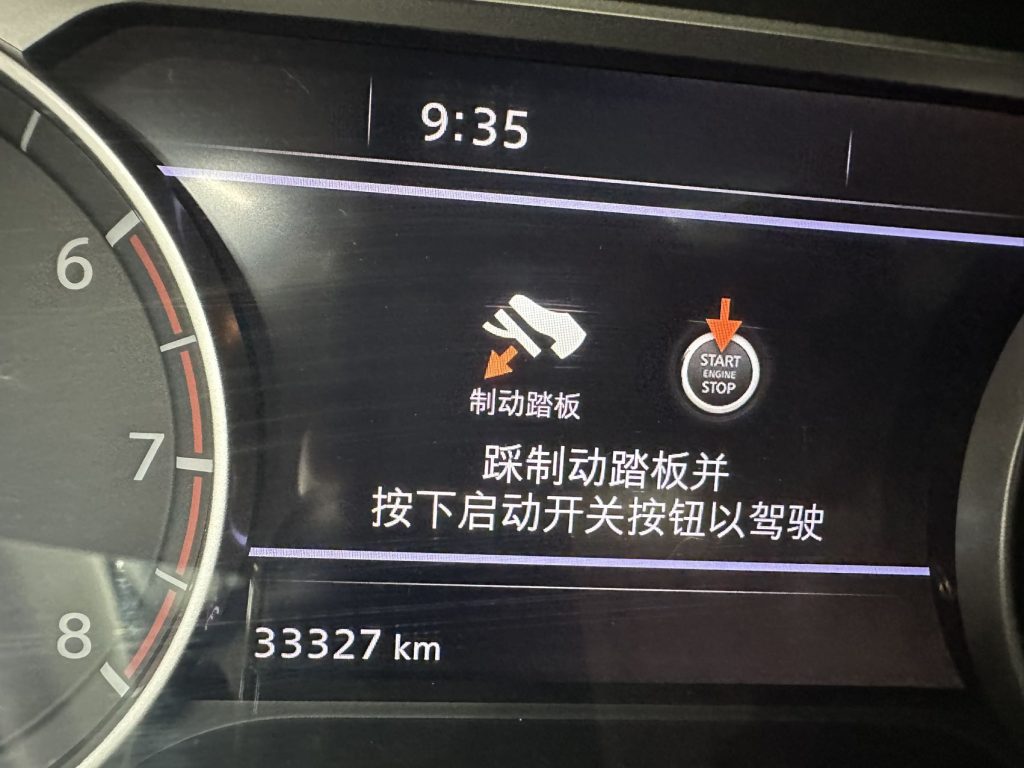 9:35
6
START
ENGINE
STOP
制动踏板
7
踩制动踏板并
按下启动开关按钮以驾驶
8
33327 km